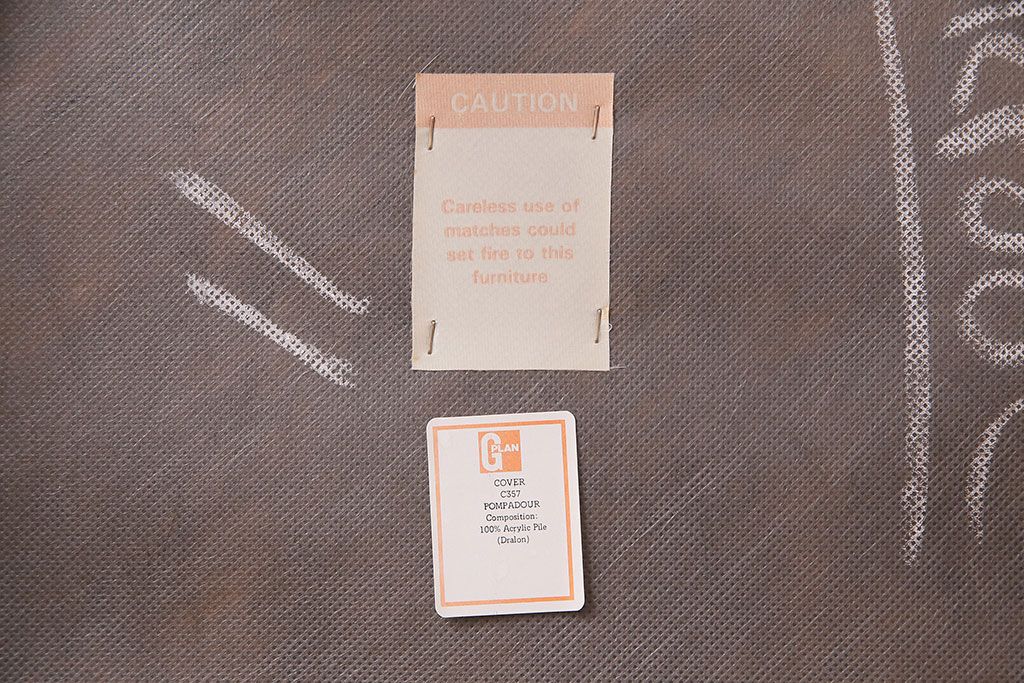 CAUTION
Careless use of
matches could
set fire to this
furniture
G PLAN
COVER
C357
POMPADOUR
Composition:
100% Acrylic Pile
(Dralon)